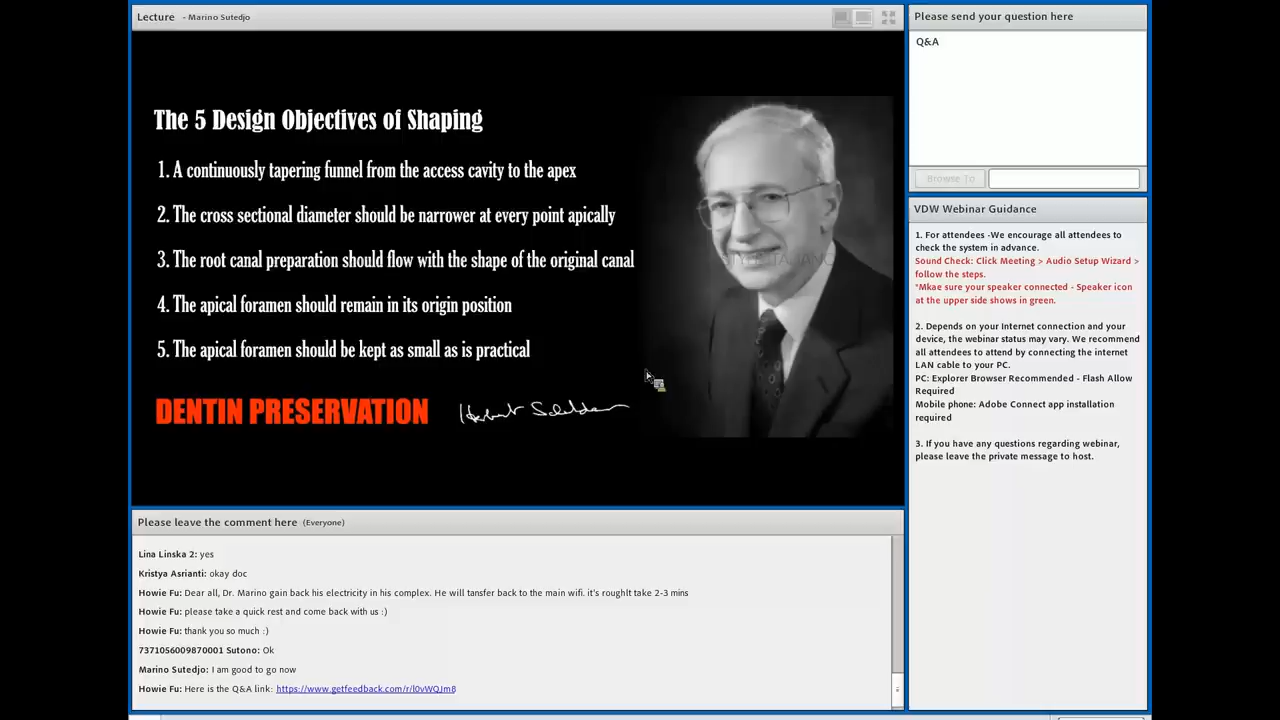 Lecture - Marino Sutedjo
The 5 Design Objectives of Shaping
1. A continuously tapering funnel from the access cavity to the apex
2. The cross sectional diameter should be narrower at every point apically
3. The root canal preparation should flow with the shape of the original canal
4. The apical foramen should remain in its origin position
5. The apical foramen should be kept as small as is practical
DENTIN PRESERVATION
Please leave the comment here (Everyone)
Lina Linska 2: yes
Kristya Asrianti: okay doc
Howie Fu: Dear all, Dr. Marino gain back his electricity in his complex. He will tansfer back to the main wifi. it's roughlt take 2-3 mins
Howie Fu: please take a quick rest and come back with us :)
Howie Fu: thank you so much :)
7371056009870001 Sutono: Ok
Marino Sutedjo: I am good to go now
Howie Fu: Here is the Q&A link: https://www.getfeedback.com/r/l0vWQJm8
Please send your question here
Q&A
Browse To
VDW Webinar Guidance
1. For attendees -We encourage all attendees to
check the system in advance.
Sound Check: Click Meeting > Audio Setup Wizard >
follow the steps.
*Mkae sure your speaker connected - Speaker icon
at the upper side shows in green.
2. Depends on your Internet connection and your
device, the webinar status may vary. We recommend
all attendees to attend by connecting the internet
LAN cable to your PC.
PC: Explorer Browser Recommended - Flash Allow
Required
Mobile phone: Adobe Connect app installation
required
3. If you have any questions regarding webinar,
please leave the private message to host.